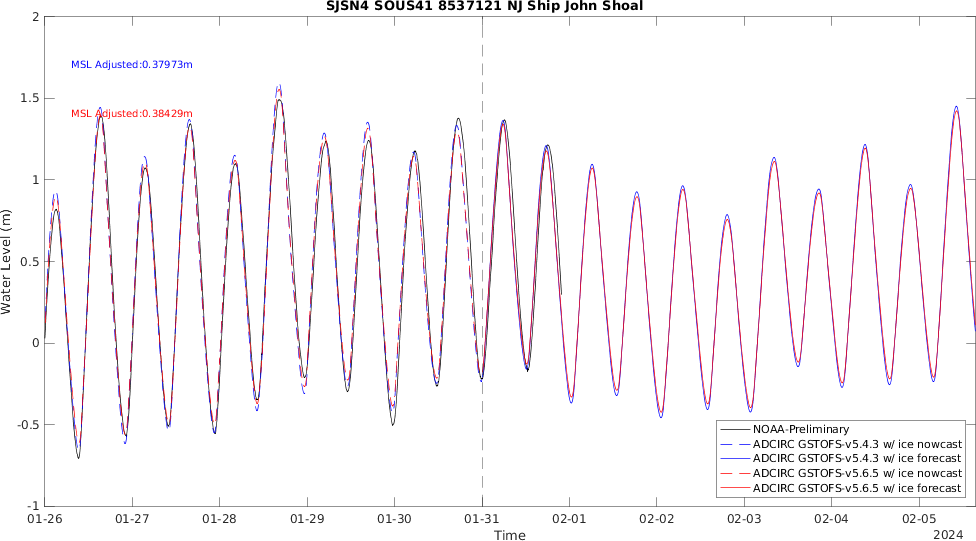 SJSN4 SOUS41 8537121 NJ Ship John Shoal
2
1.5
1
0.5
0
-0.5
-1
Water Level (m)
MSL Adjusted:0.37973m
MSL Adjusted:0.38429m
NOAA-Preliminary
ADCIRC GSTOFS-v5.4.3 w/ ice nowcast
ADCIRC GSTOFS-v5.4.3 w/ ice forecast
ADCIRC GSTOFS-v5.6.5 w/ ice nowcast
ADCIRC GSTOFS-v5.6.5 w/ ice forecast
01-26 01-27 01-28 01-29 01-30 01-31 02-01 02-02 02-03 02-04 02-05
Time
2024